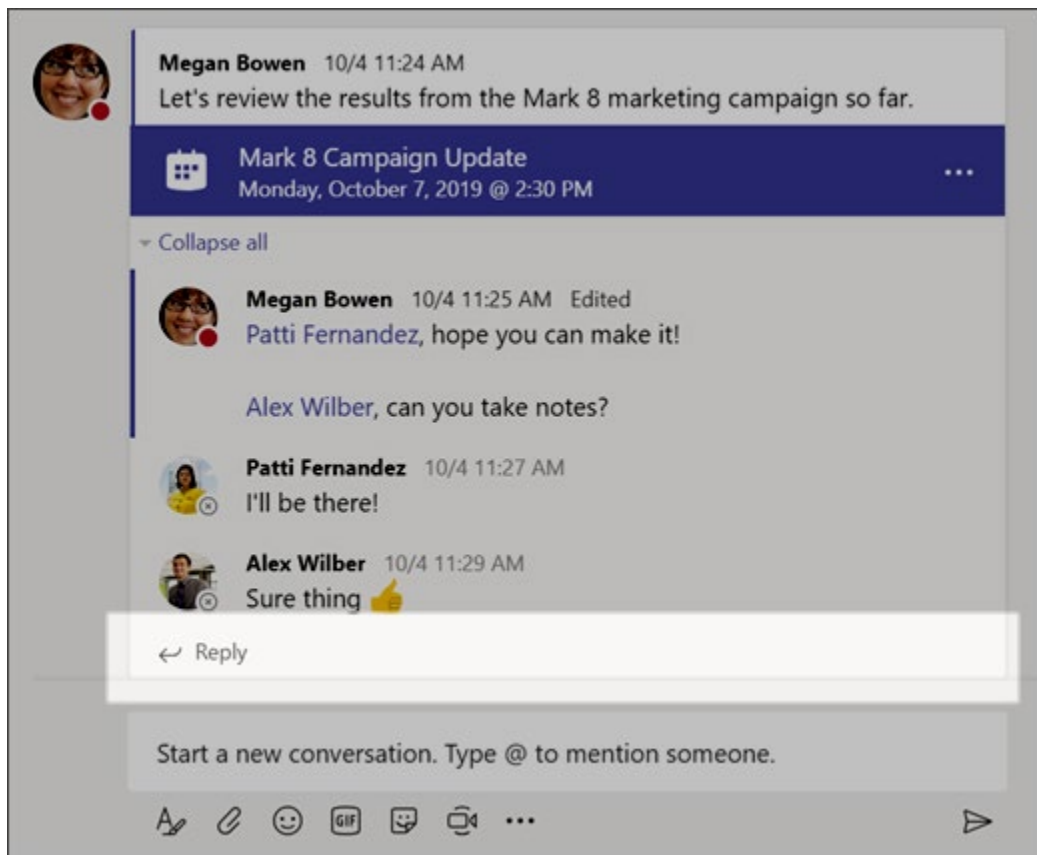 Megan Bowen 10/4 11:24 AM
Let's review the results from the Mark 8 marketing campaign so far.
Mark 8 Campaign Update
Monday, October 7, 2019 @ 2:30 PM
Collapse all
Megan Bowen 10/4 11:25 AM Edited
Patti Fernandez, hope you can make it!
Alex Wilber, can you take notes?
Patti Fernandez 10/4 11:27 AM
I'll be there!
Alex Wilber 10/4 11:29 AM
Sure thing 👍
Reply
Start a new conversation. Type @ to mention someone.
GIF